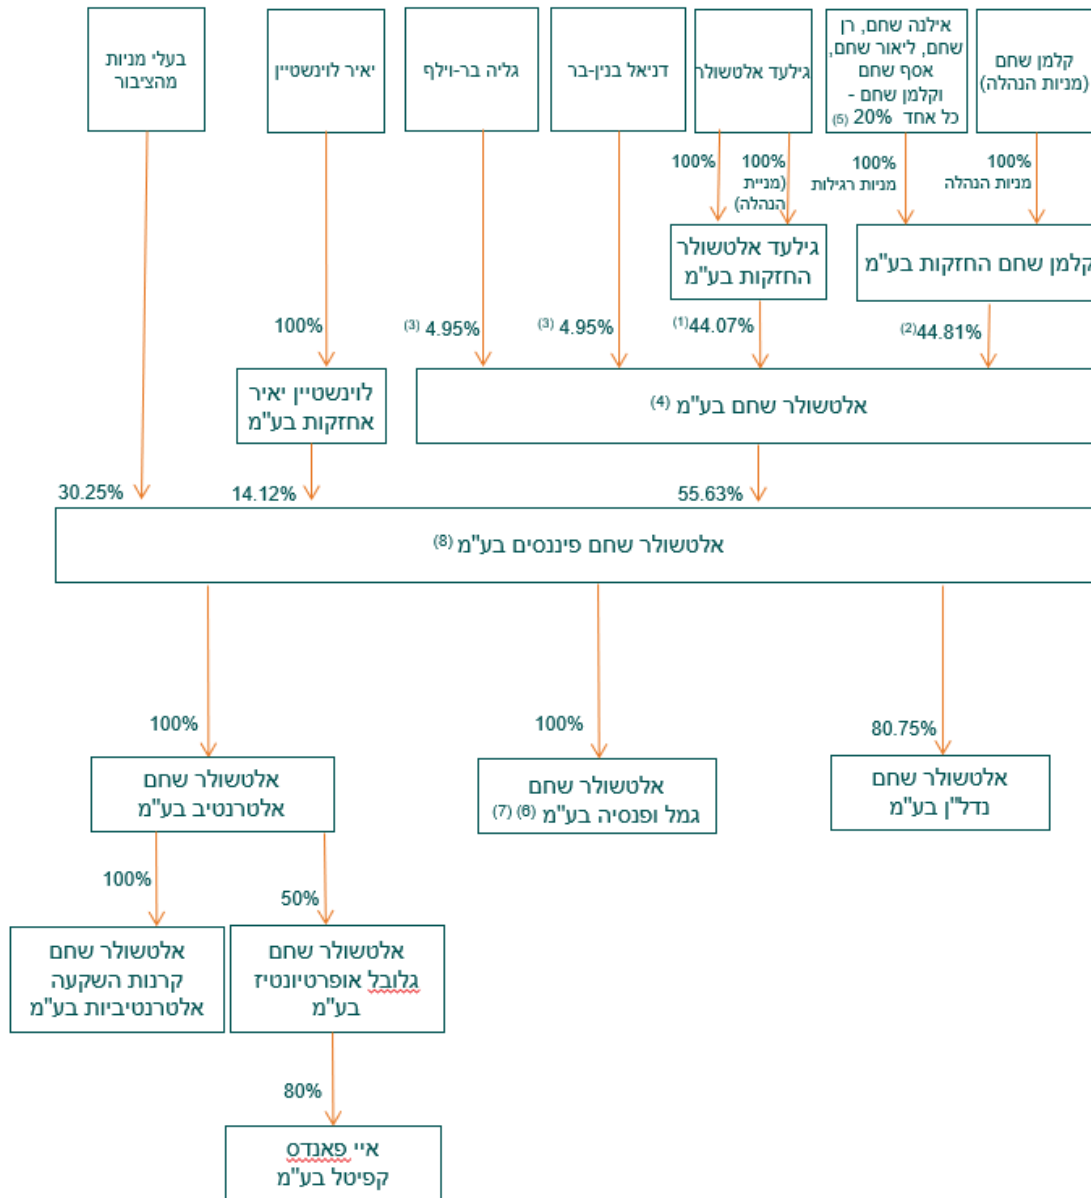 קלמן שחם
(מניות הנהלה)
אילנה שחם, רן
שחם, ליאור שחם,
אסף שחם
וקלמן שחם -
כל אחד 20% (5)
גילעד אלטשולר
דניאל בנין-בר
גליה בר-וילף
יאיר לוינשטיין
בעלי מניות
מהציבור
100%
מניות הנהלה
100%
מניות רגילות
100%
(מניית
הנהלה)
100%
קלמן שחם החזקות בע"מ
גילעד אלטשולר
החזקות בע"מ
44.81%(2)
44.07%(1)
4.95% (3)
4.95% (3)
100%
אלטשולר שחם בע"מ (4)
לוינשטיין יאיר
אחזקות בע"מ
55.63%
14.12%
30.25%
אלטשולר שחם פיננסים בע"מ (8)
80.75%
100%
100%
אלטשולר שחם
נדל"ן בע"מ
אלטשולר שחם
גמל ופנסיה בע"מ (6) (7)
אלטשולר שחם
אלטרנטיב בע"מ
50%
100%
אלטשולר שחם
גלובל אופרטיונטיז
בע"מ
אלטשולר שחם
קרנות השקעה
אלטרנטיביות בע"מ
80%
איי פאנדס
קפיטל בע"מ